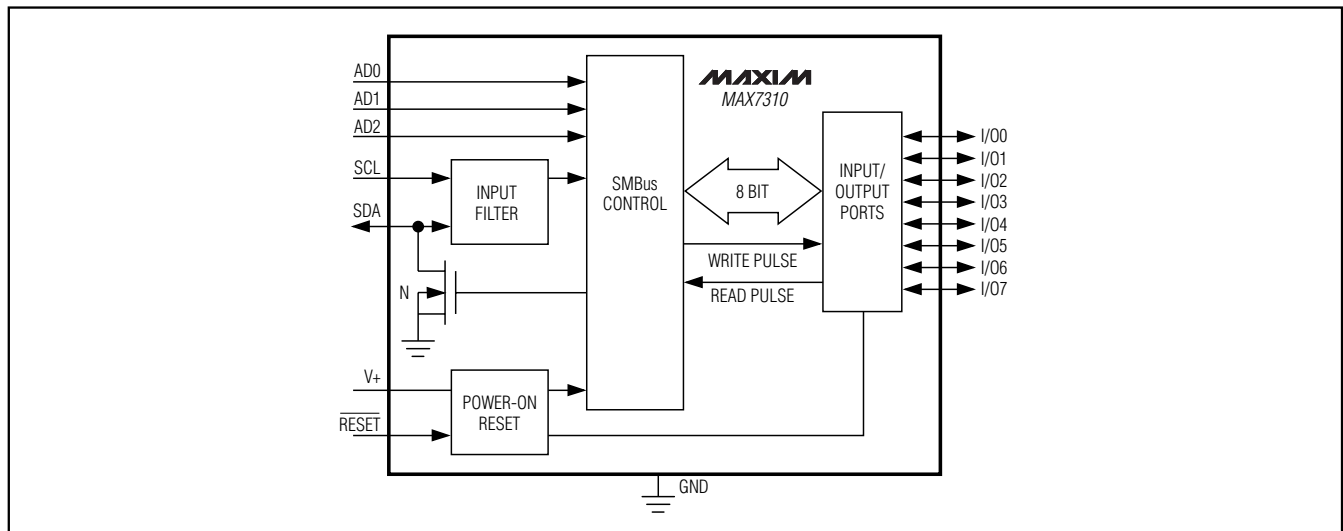 AD0
AD1
AD2
SCL
SDA
INPUT
FILTER
N
V+
RESET
POWER-ON
RESET
SMBus
CONTROL
MAXIM
MAX7310
8 BIT
WRITE PULSE
READ PULSE
INPUT/
OUTPUT
PORTS
I/O0
I/O1
I/O2
I/O3
I/O4
I/O5
I/O6
I/O7
GND